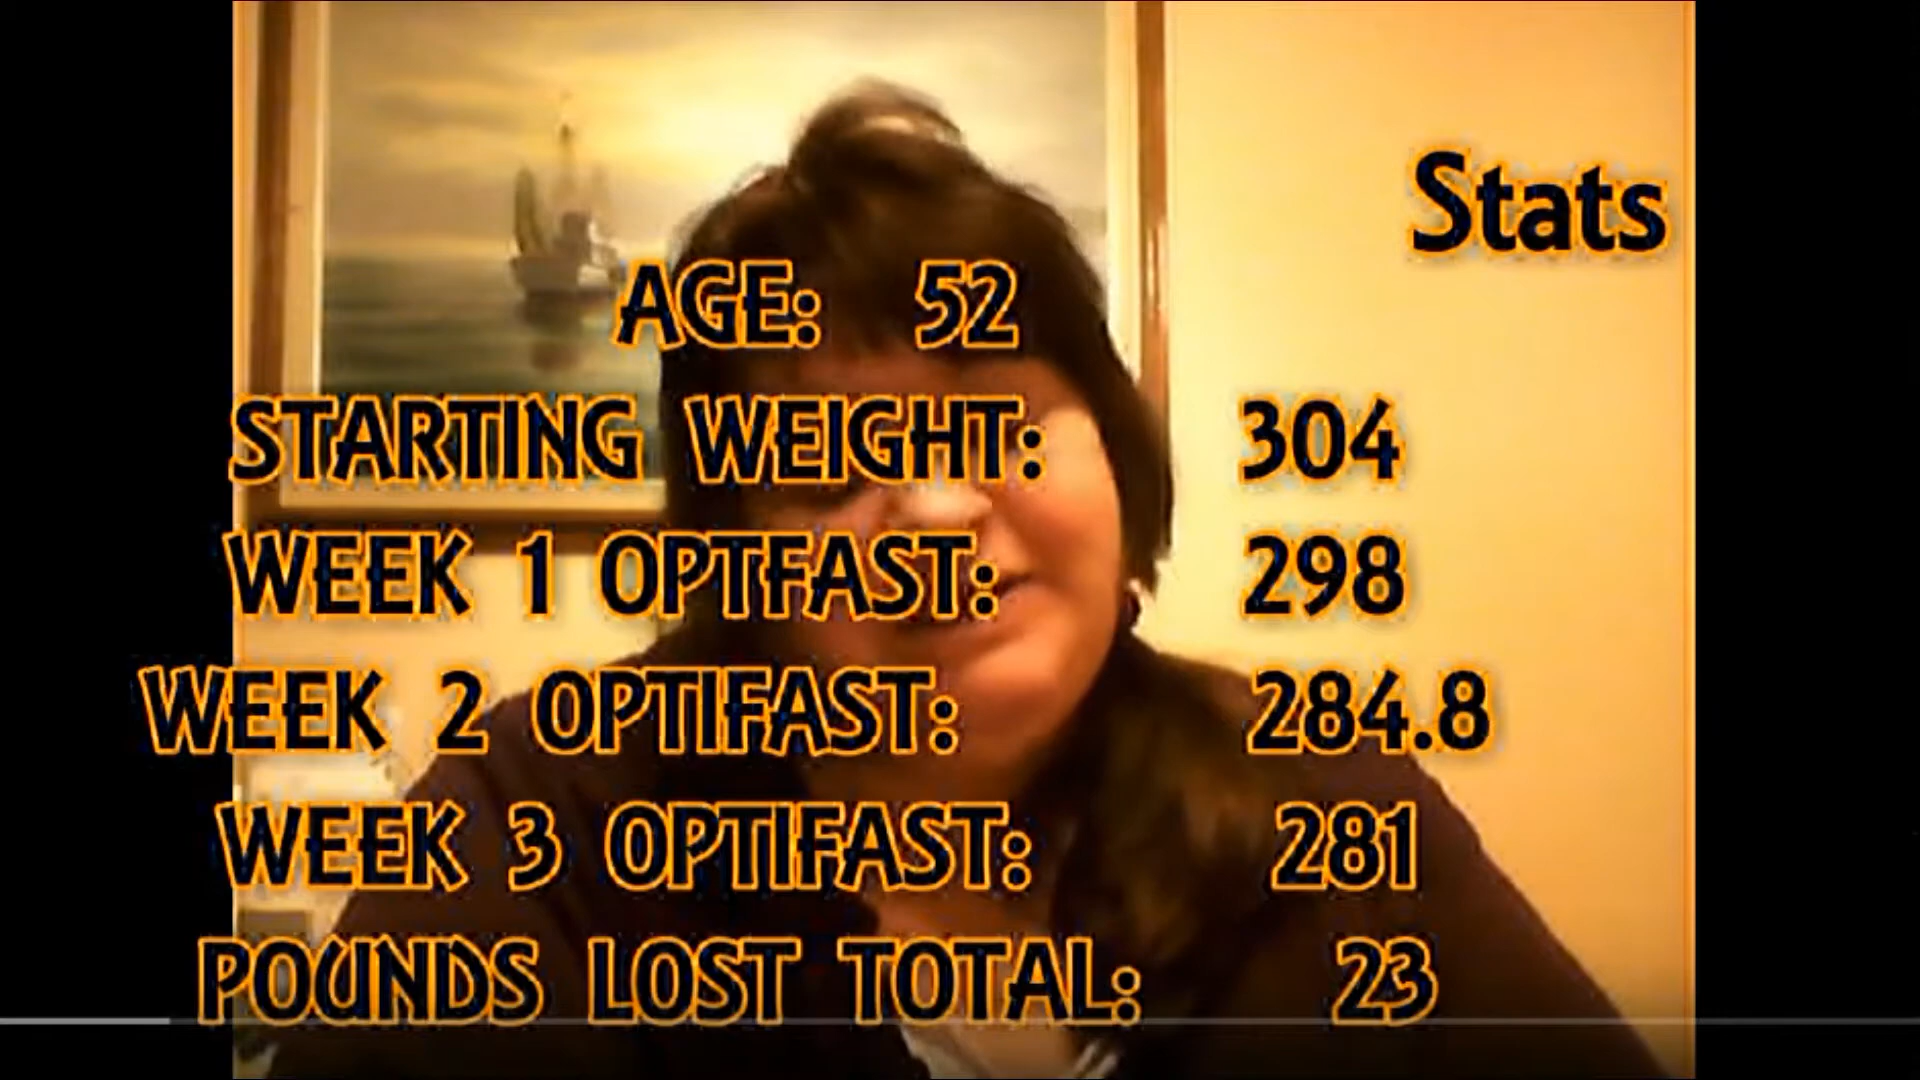 Stats
AGE: 52
STARTING WEIGHT: 304
WEEK 1 OPTFAST: 298
WEEK 2 OPTIFAST: 284.8
WEEK 3 OPTIFAST: 281
POUNDS LOST TOTAL: 23